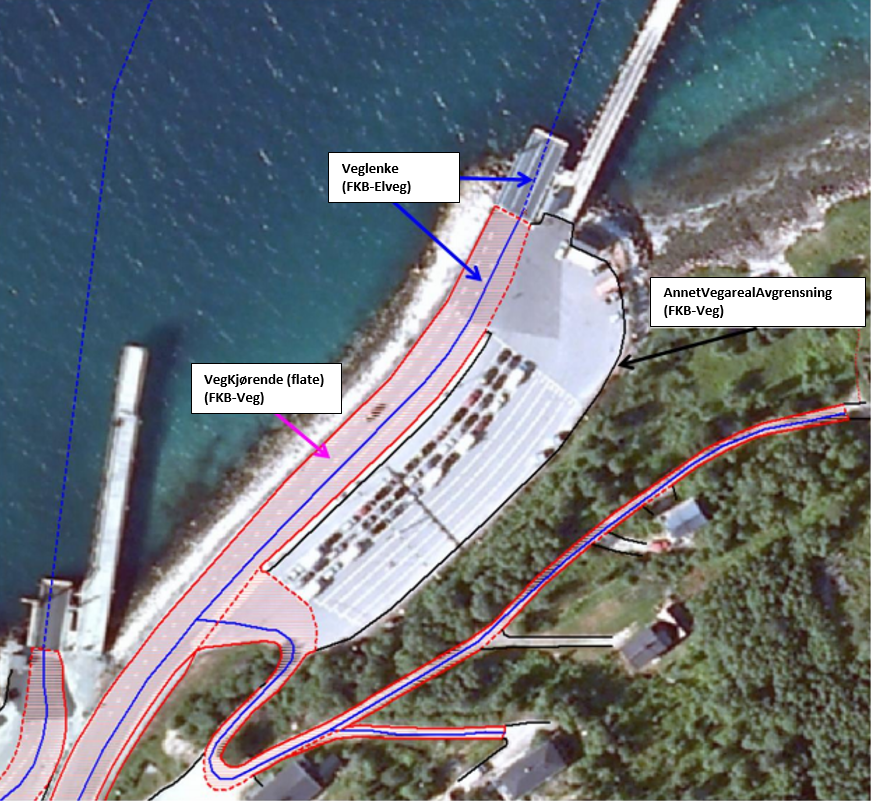 Veglenke
(FKB-Elveg)
AnnetVegarealAvgrensning
(FKB-Veg)
VegKjørende (flate)
(FKB-Veg)